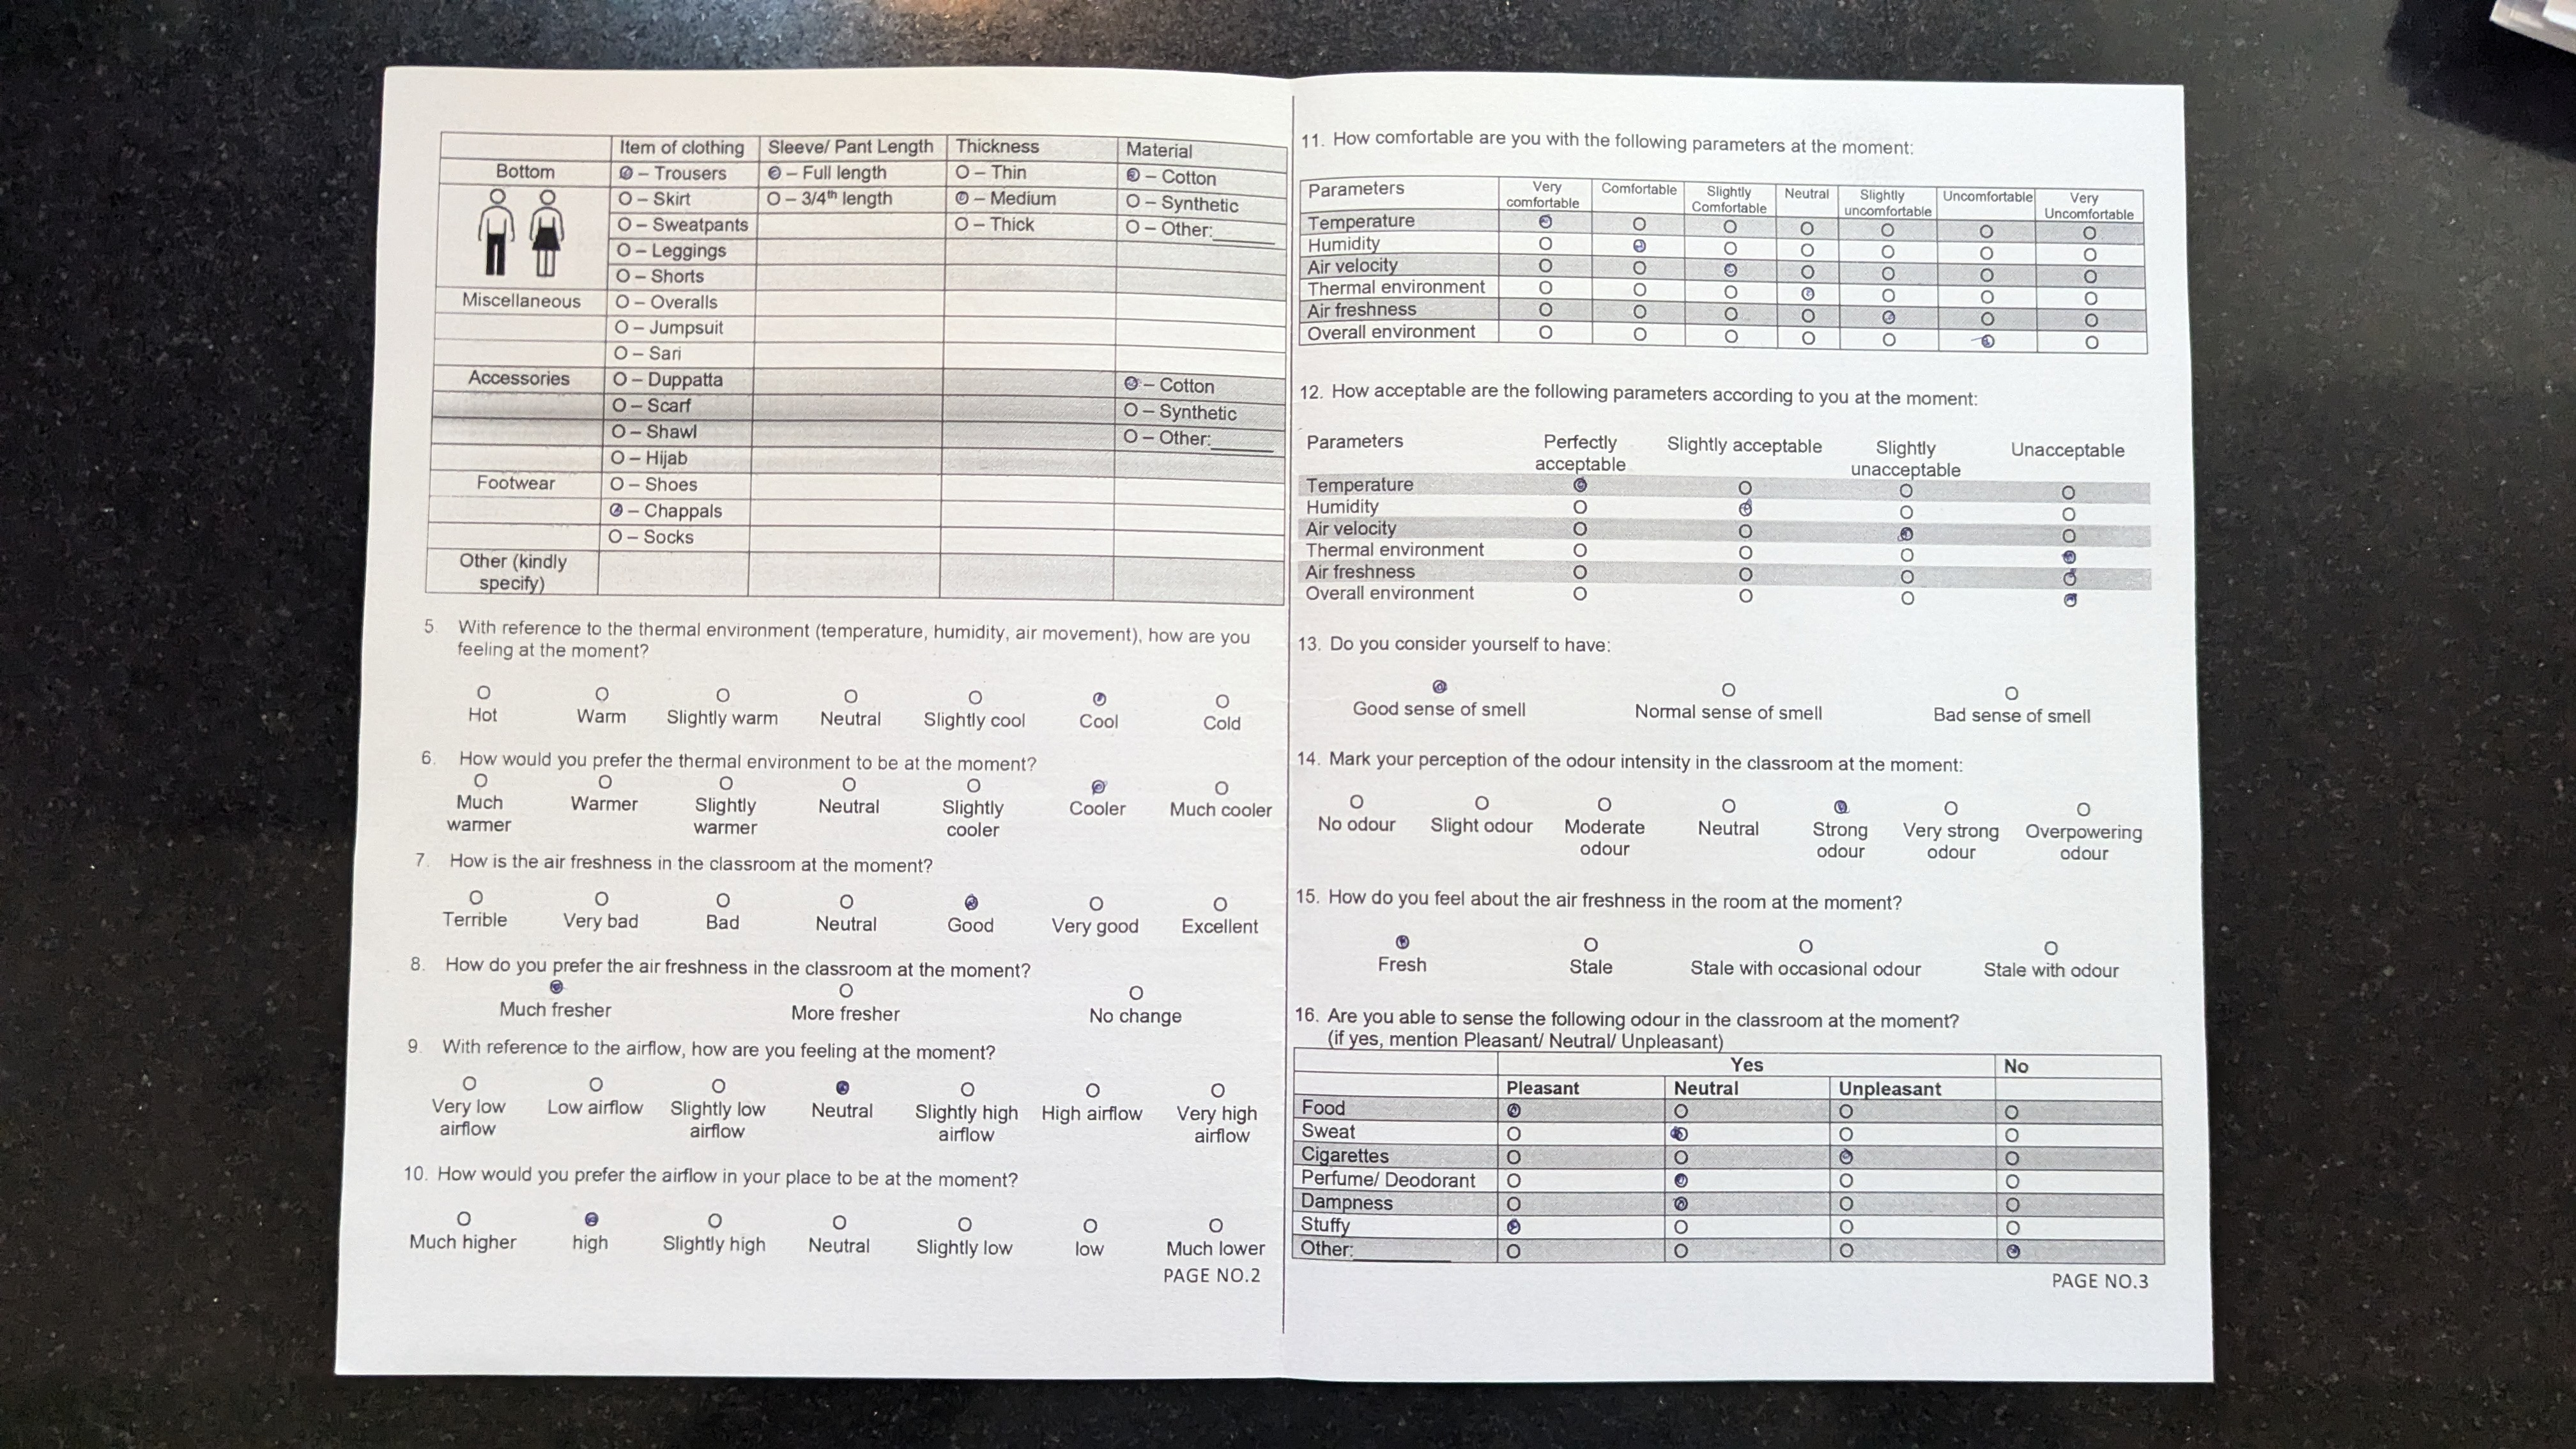 Item of clothing Sleeve/ Pant Length Thickness Material
Bottom O – Trousers O – Full length O – Thin O – Cotton
O – Skirt O – 3/4th length O – Medium O – Synthetic
O – Sweatpants O – Thick O – Other:______
O – Leggings
O – Shorts
Miscellaneous O – Overalls
O – Jumpsuit
O – Sari
Accessories O – Duppatta O – Cotton
O – Scarf O – Synthetic
O – Shawl O – Other:______
O – Hijab
Footwear O – Shoes
O – Chappals
O – Socks
Other (kindly
specify)
5. With reference to the thermal environment (temperature, humidity, air movement), how are you
feeling at the moment?
O O O O O O O
Hot Warm Slightly warm Neutral Slightly cool Cool Cold
6. How would you prefer the thermal environment to be at the moment?
O O O O O O O
Much Warmer Slightly Neutral Slightly Cooler Much cooler
warmer warmer cooler
7. How is the air freshness in the classroom at the moment?
O O O O O O O
Terrible Very bad Bad Neutral Good Very good Excellent
8. How do you prefer the air freshness in the classroom at the moment?
O O O
Much fresher More fresher No change
9. With reference to the airflow, how are you feeling at the moment?
O O O O O O O
Very low Low airflow Slightly low Neutral Slightly high High airflow Very high
airflow airflow airflow airflow
10. How would you prefer the airflow in your place to be at the moment?
O O O O O O O
Much higher high Slightly high Neutral Slightly low low Much lower
PAGE NO.2
11. How comfortable are you with the following parameters at the moment:
Parameters Very Comfortable Slightly Neutral Slightly Uncomfortable Very
comfortable Comfortable uncomfortable Uncomfortable
Temperature O O O O O O O
Humidity O O O O O O O
Air velocity O O O O O O O
Thermal environment O O O O O O O
Air freshness O O O O O O O
Overall environment O O O O O O O
12. How acceptable are the following parameters according to you at the moment:
Parameters Perfectly Slightly acceptable Slightly Unacceptable
acceptable unacceptable
Temperature O O O O
Humidity O O O O
Air velocity O O O O
Thermal environment O O O O
Air freshness O O O O
Overall environment O O O O
13. Do you consider yourself to have:
O O O
Good sense of smell Normal sense of smell Bad sense of smell
14. Mark your perception of the odour intensity in the classroom at the moment:
O O O O O O O
No odour Slight odour Moderate Neutral Strong Very strong Overpowering
odour odour odour odour
15. How do you feel about the air freshness in the room at the moment?
O O O O
Fresh Stale Stale with occasional odour Stale with odour
16. Are you able to sense the following odour in the classroom at the moment?
(if yes, mention Pleasant/ Neutral/ Unpleasant)
Yes No
Pleasant Neutral Unpleasant
Food O O O O
Sweat O O O O
Cigarettes O O O O
Perfume/ Deodorant O O O O
Dampness O O O O
Stuffy O O O O
Other:________ O O O O
PAGE NO.3